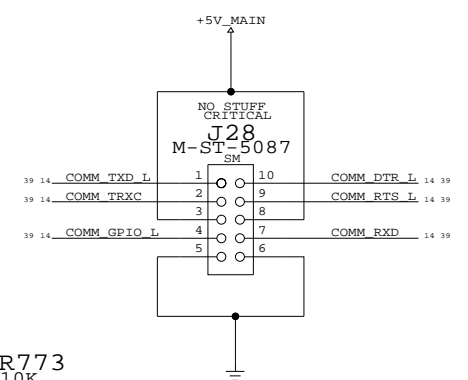 +5V_MAIN
NO STUFF
CRITICAL
J28
M-ST-5087
SM
39 14 COMM_TXD_L 1 10 COMM_DTR_L 14 39
39 14 COMM_TRXC 2 9 COMM_RTS_L 14 39
3 8
39 14 COMM_GPIO_L 4 7 COMM_RXD 14 39
5 6
R773
10K